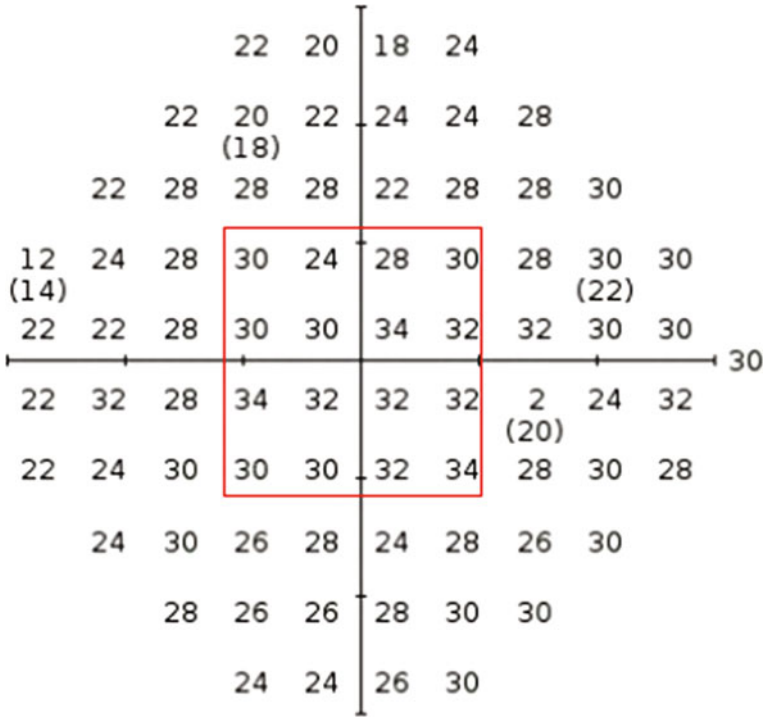 22 20 18 24
22 20 22 24 24 28
(18)
22 28 28 28 22 28 28 30
12 24 28 30 24 28 30 28 30 30
(14) (22)
22 22 28 30 30 34 32 32 30 30
30
22 32 28 34 32 32 32 2 24 32
(20)
22 24 30 30 30 32 34 28 30 28
24 30 26 28 24 28 26 30
28 26 26 28 30 30
24 24 26 30